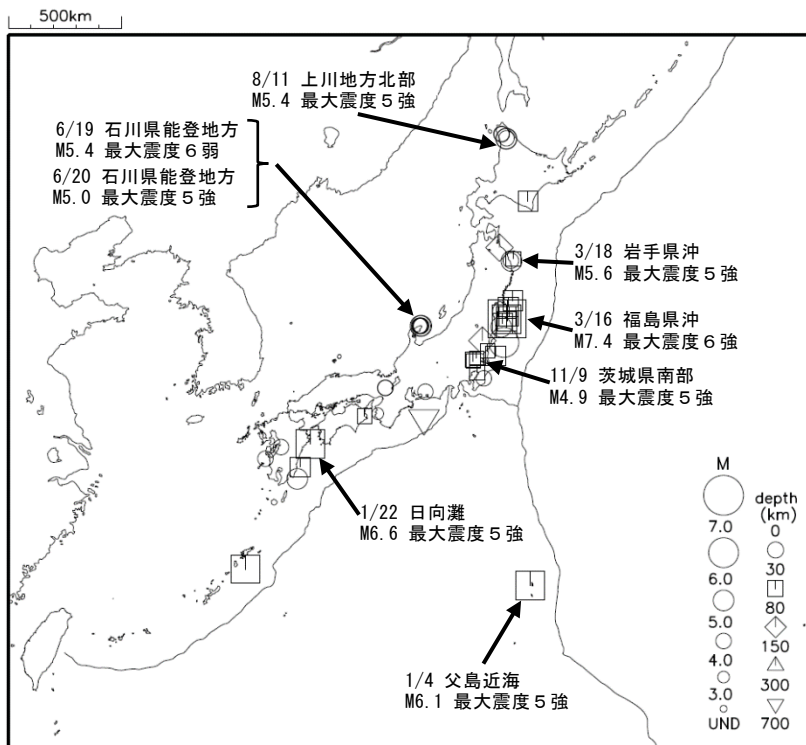 500km
8/11 上川地方北部
M5.4 最大震度５強
6/19 石川県能登地方
M5.4 最大震度６弱
6/20 石川県能登地方
M5.0 最大震度５強
3/18 岩手県沖
M5.6 最大震度５強
3/16 福島県沖
M7.4 最大震度６強
11/9 茨城県南部
M4.9 最大震度５強
1/22 日向灘
M6.6 最大震度５強
1/4 父島近海
M6.1 最大震度５強
M
7.0
6.0
5.0
4.0
3.0
UND
depth
(km)
0
30
80
150
300
700